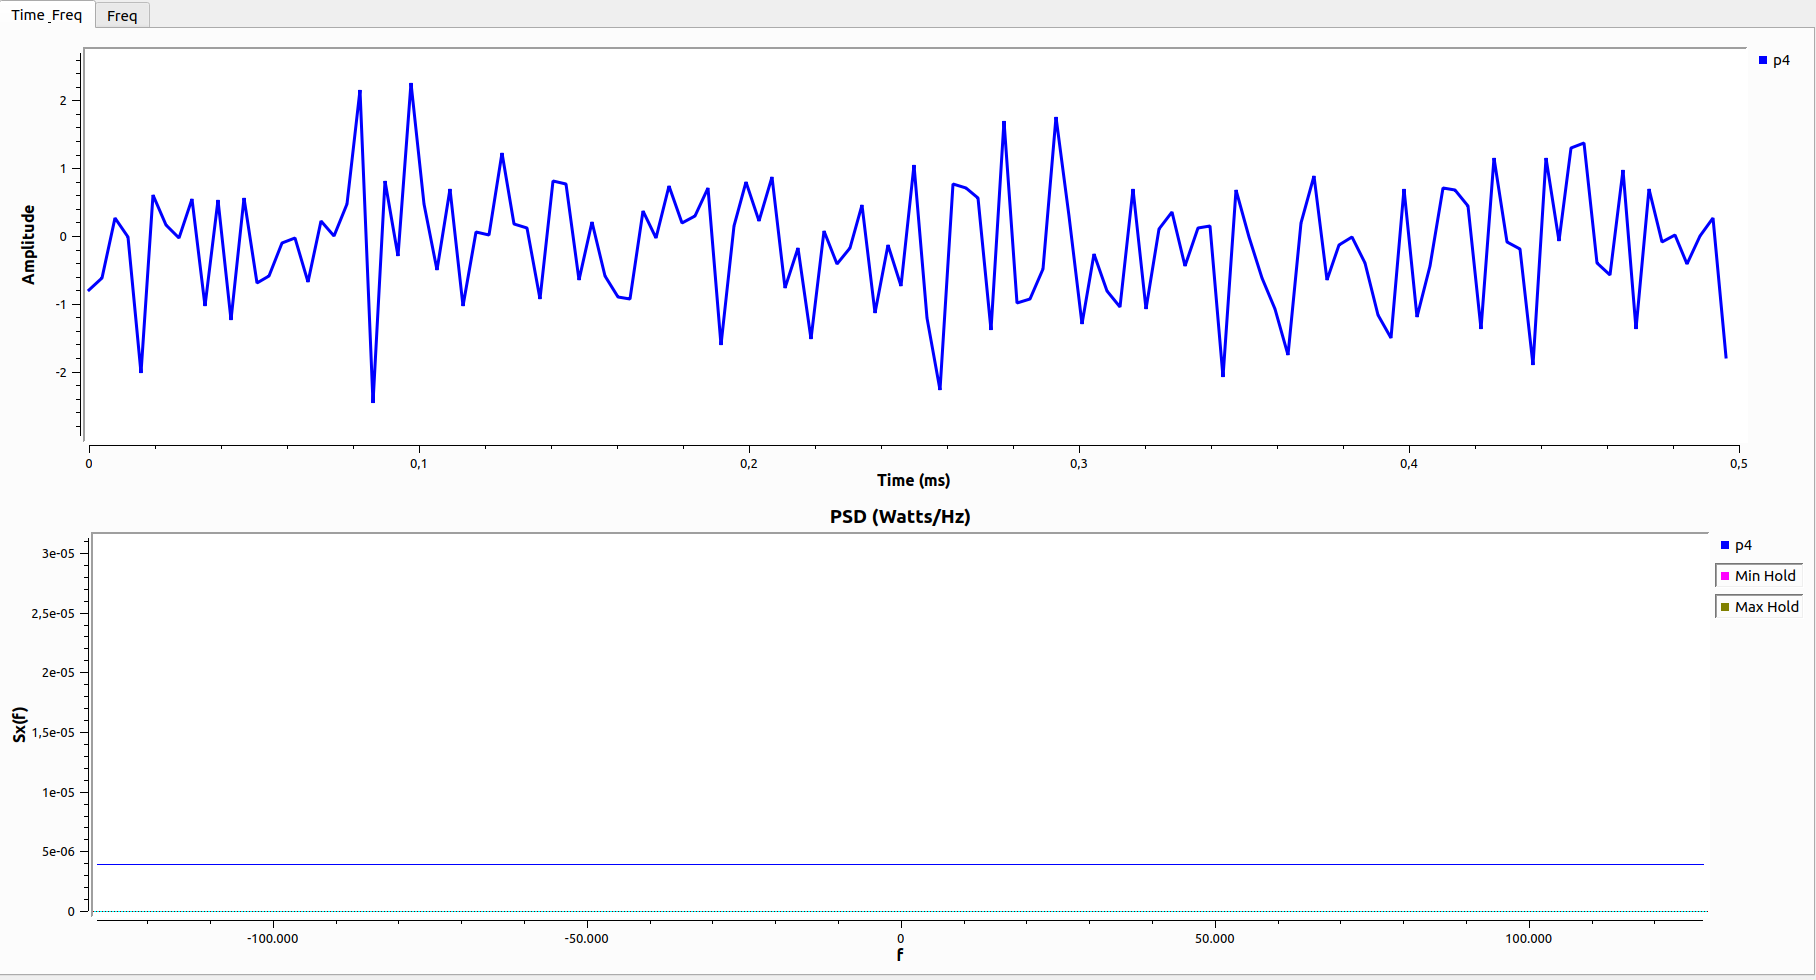 Time_Freq Freq
p4
2
1
0
-1
-2
Amplitude
0 0,1 0,2 0,3 0,4 0,5
Time (ms)
PSD (Watts/Hz)
p4
Min Hold
Max Hold
3e-05
2,5e-05
2e-05
1,5e-05
1e-05
5e-06
0
Sx(f)
-100.000 -50.000 0 50.000 100.000
f